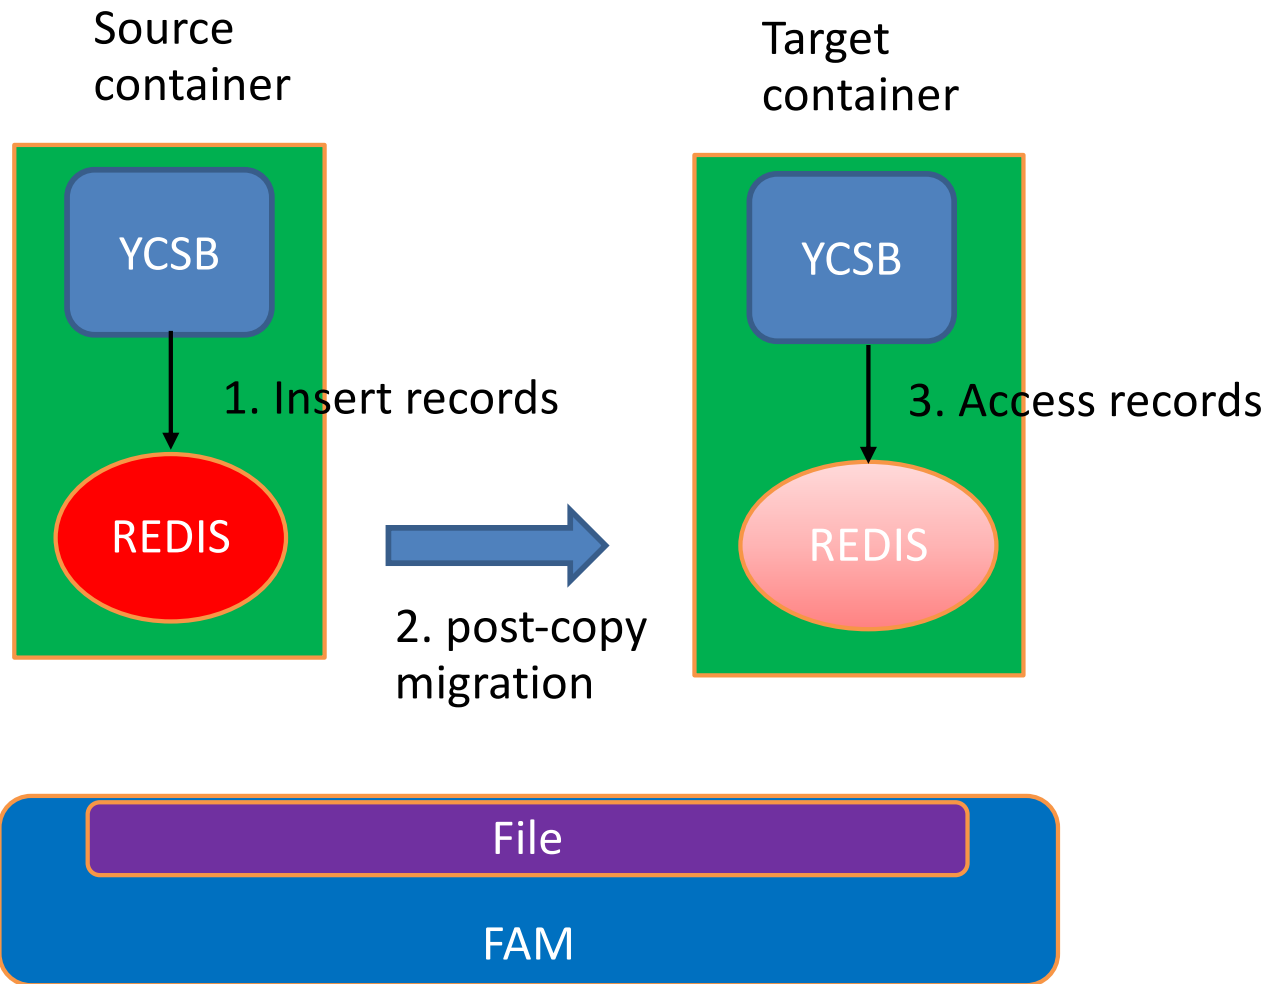 Source
container
Target
container
YCSB
YCSB
1. Insert records
3. Access records
REDIS
REDIS
2. post-copy
migration
File
FAM